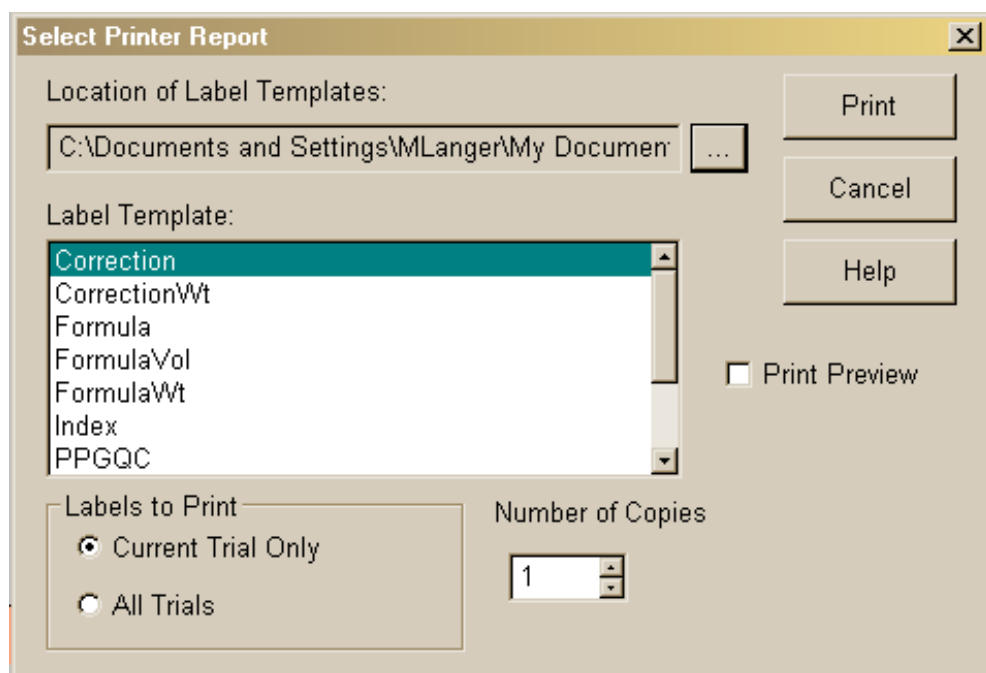 Select Printer Report
Location of Label Templates:
C:\Documents and Settings\MLanger\My Documen
...
Print
Cancel
Help
Label Template:
Correction
CorrectionWt
Formula
FormulaVol
FormulaWt
Index
PPGQC
Print Preview
Labels to Print
Current Trial Only
All Trials
Number of Copies
1